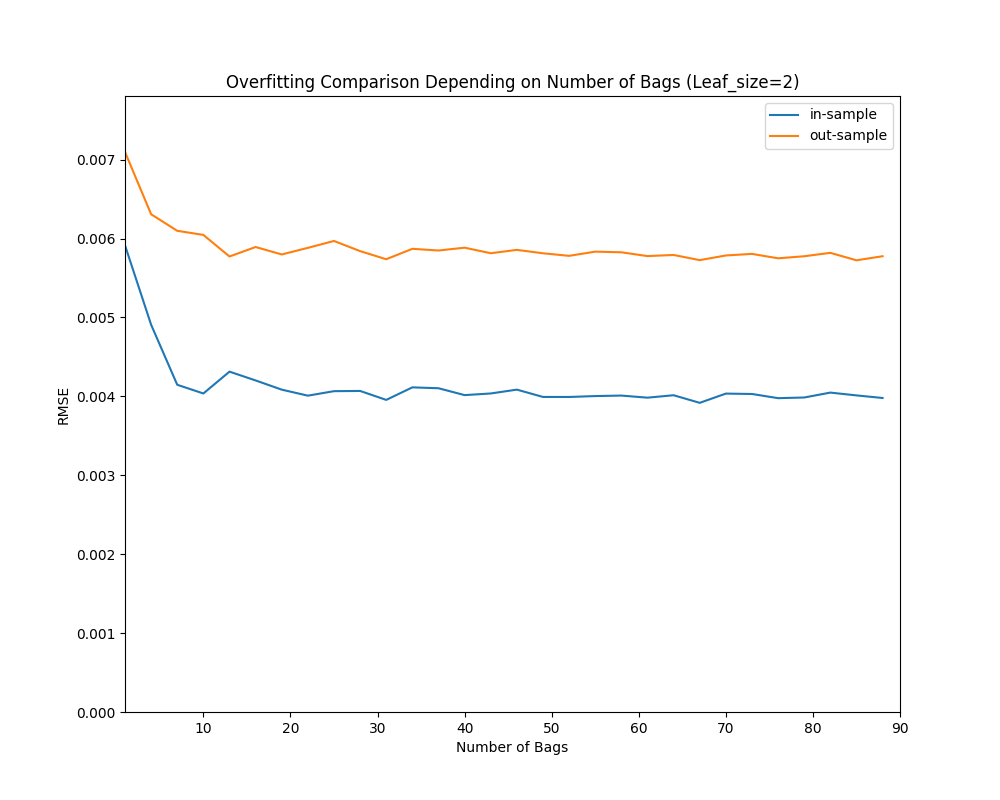 Overfitting Comparison Depending on Number of Bags (Leaf_size=2)
in-sample
out-sample
0.007
0.006
0.005
0.004
0.003
0.002
0.001
0.000
RMSE
10 20 30 40 50 60 70 80 90
Number of Bags